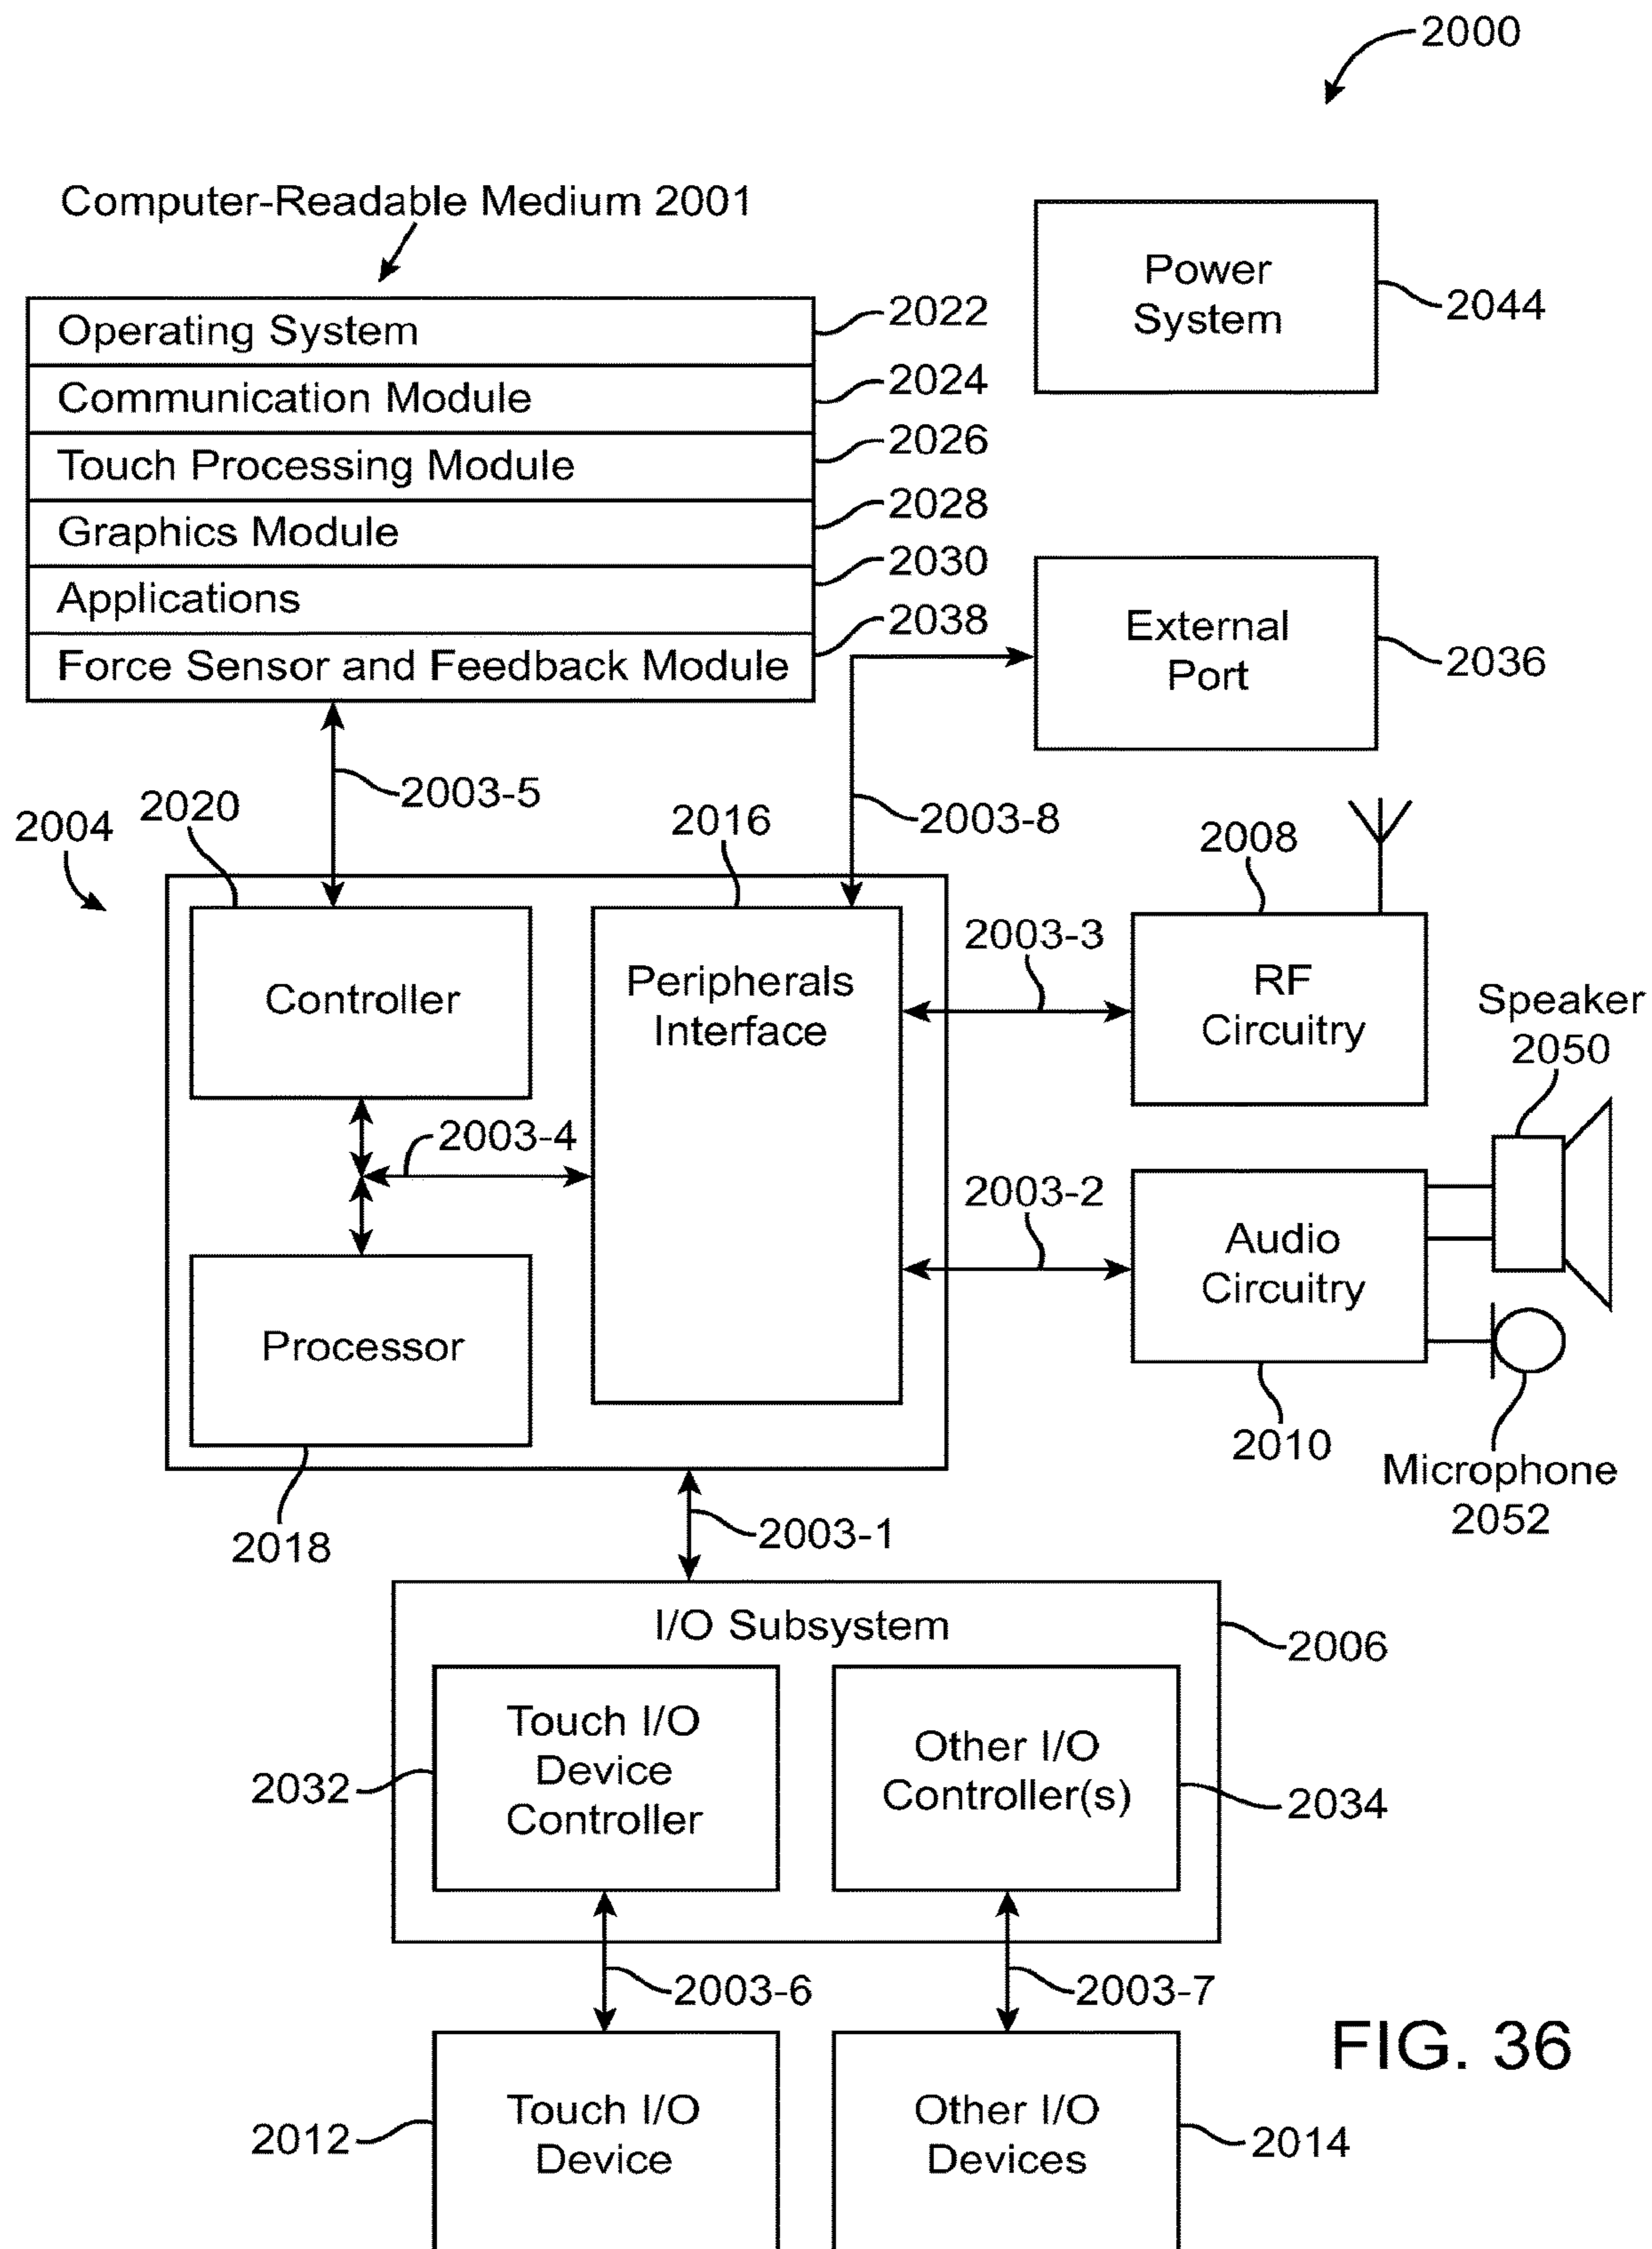 2000
Computer-Readable Medium 2001
Power
System
2044
Operating System
2022
Communication Module
2024
Touch Processing Module
2026
Graphics Module
2028
Applications
2030
Force Sensor and Feedback Module
2038
External
Port
2036
2003-5
2003-8
2004
2020
2016
2008
Controller
Peripherals
Interface
2003-3
RF
Circuitry
Speaker
2050
2003-4
2003-2
Audio
Circuitry
Processor
2010
Microphone
2052
2018
2003-1
I/O Subsystem
2006
Touch I/O
Device
Controller
2032
Other I/O
Controller(s)
2034
2003-6
2003-7
FIG. 36
Touch I/O
Device
2012
Other I/O
Devices
2014